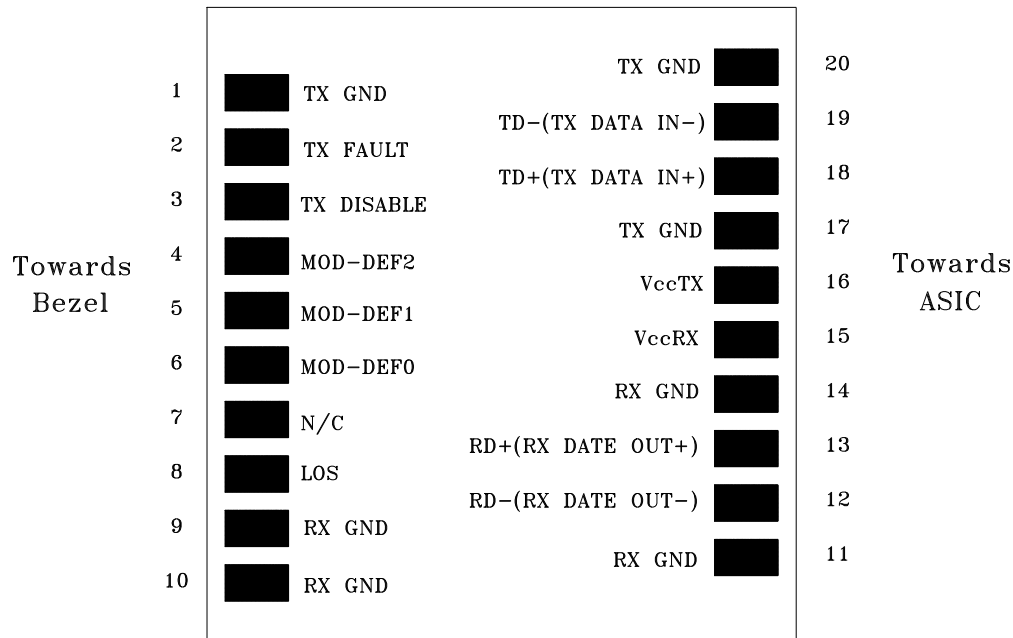 Towards
Bezel
1 TX GND
2 TX FAULT
3 TX DISABLE
4 MOD-DEF2
5 MOD-DEF1
6 MOD-DEF0
7 N/C
8 LOS
9 RX GND
10 RX GND
TX GND 20
TD-(TX DATA IN-) 19
TD+(TX DATA IN+) 18
TX GND 17
VccTX 16
VccRX 15
RX GND 14
RD+(RX DATE OUT+) 13
RD-(RX DATE OUT-) 12
RX GND 11
Towards
ASIC